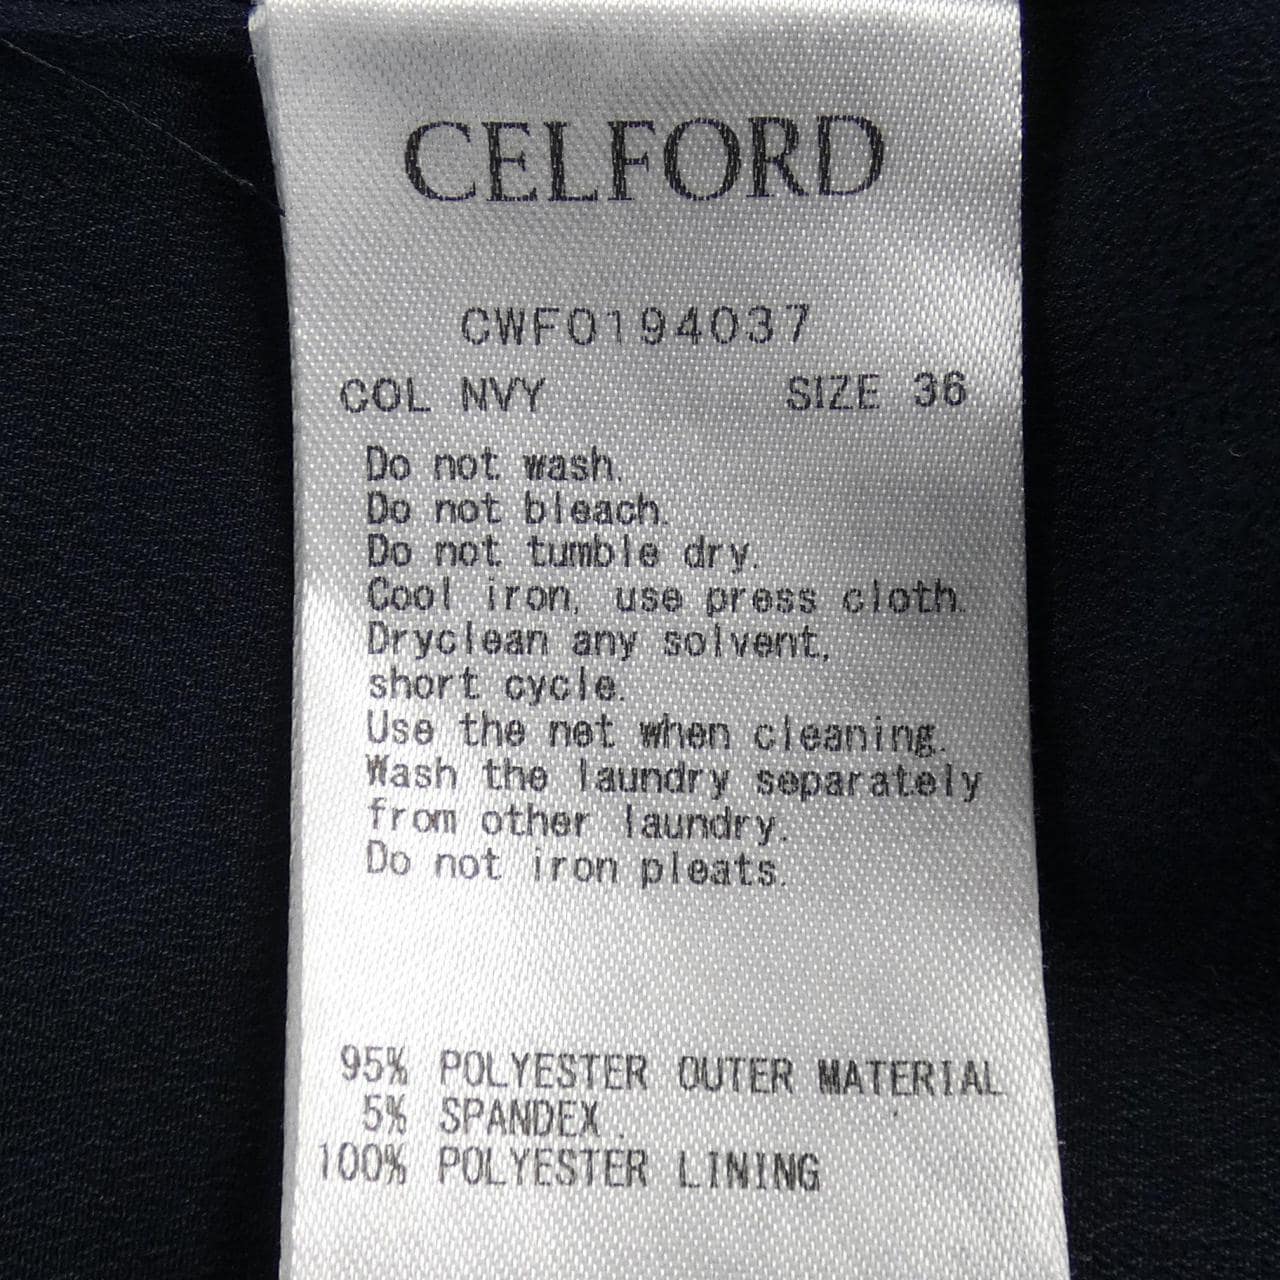 CELFORD
CWF0194037
COL NVY SIZE 36
Do not wash.
Do not bleach.
Do not tumble dry.
Cool iron, use press cloth.
Dryclean any solvent,
short cycle.
Use the net when cleaning.
Wash the laundry separately
from other laundry.
Do not iron pleats.
95% POLYESTER OUTER MATERIAL
5% SPANDEX
100% POLYESTER LINING